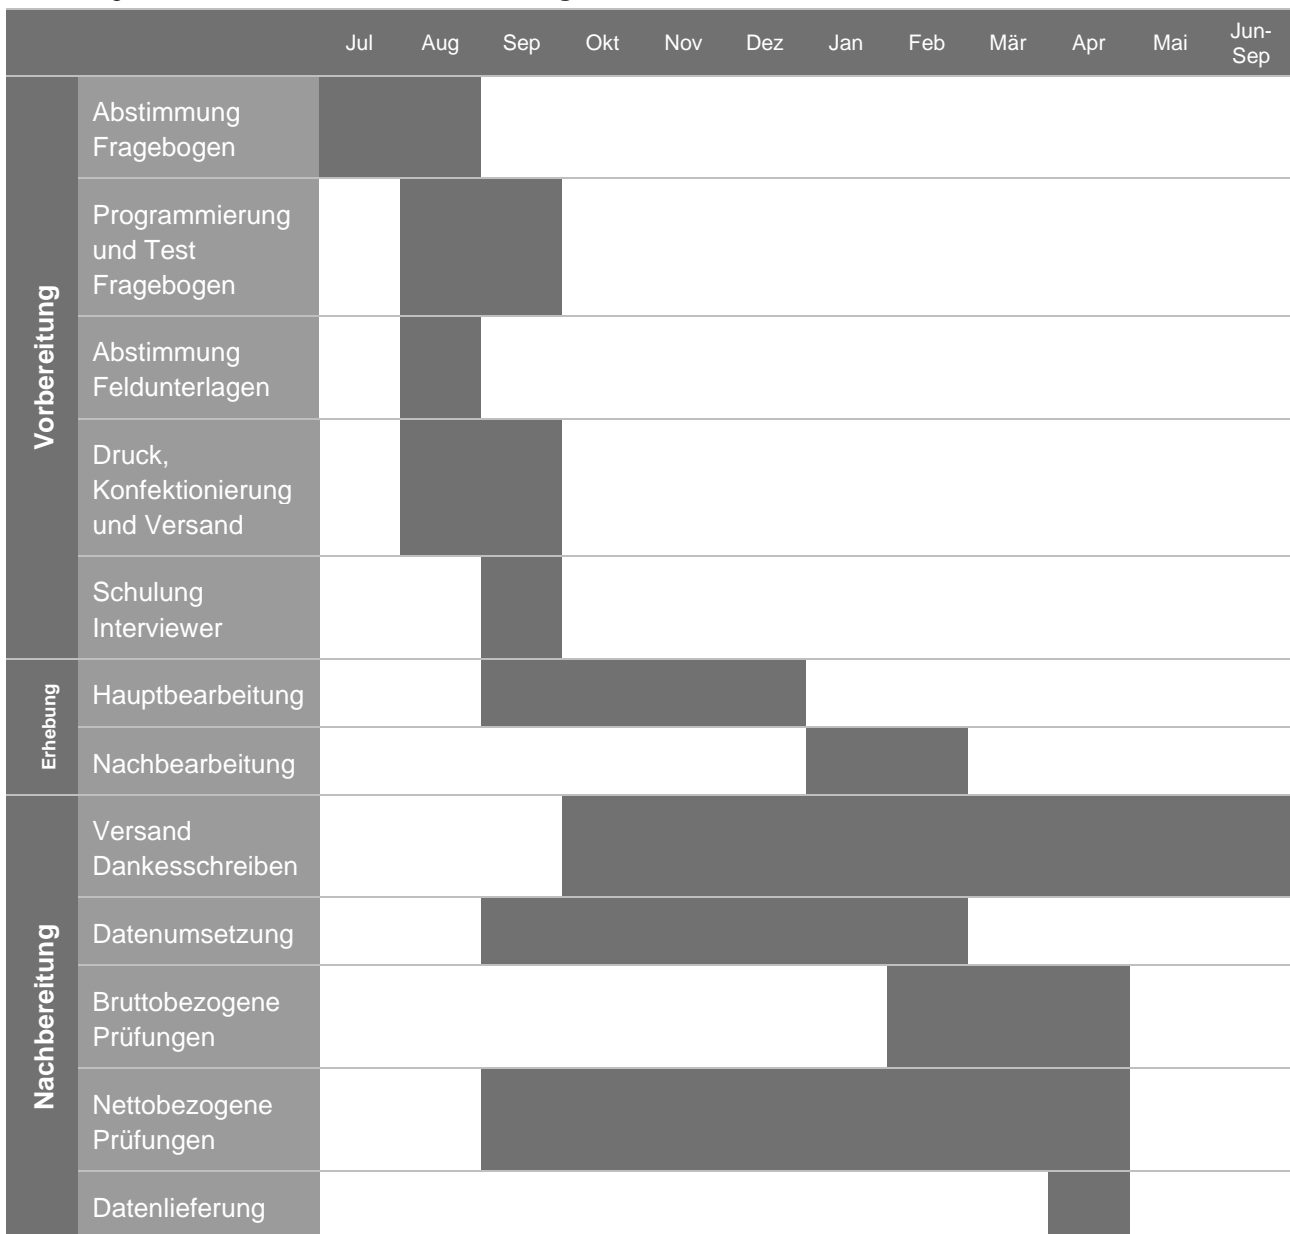 Jul Aug Sep Okt Nov Dez Jan Feb Mär Apr Mai Jun-
Sep
Vorbereitung
Abstimmung
Fragebogen
Programmierung
und Test
Fragebogen
Abstimmung
Feldunterlagen
Druck,
Konfektionierung
und Versand
Schulung
Interviewer
Erhebung
Hauptbearbeitung
Nachbearbeitung
Nachbereitung
Versand
Dankesschreiben
Datenumsetzung
Bruttobezogene
Prüfungen
Nettobezogene
Prüfungen
Datenlieferung